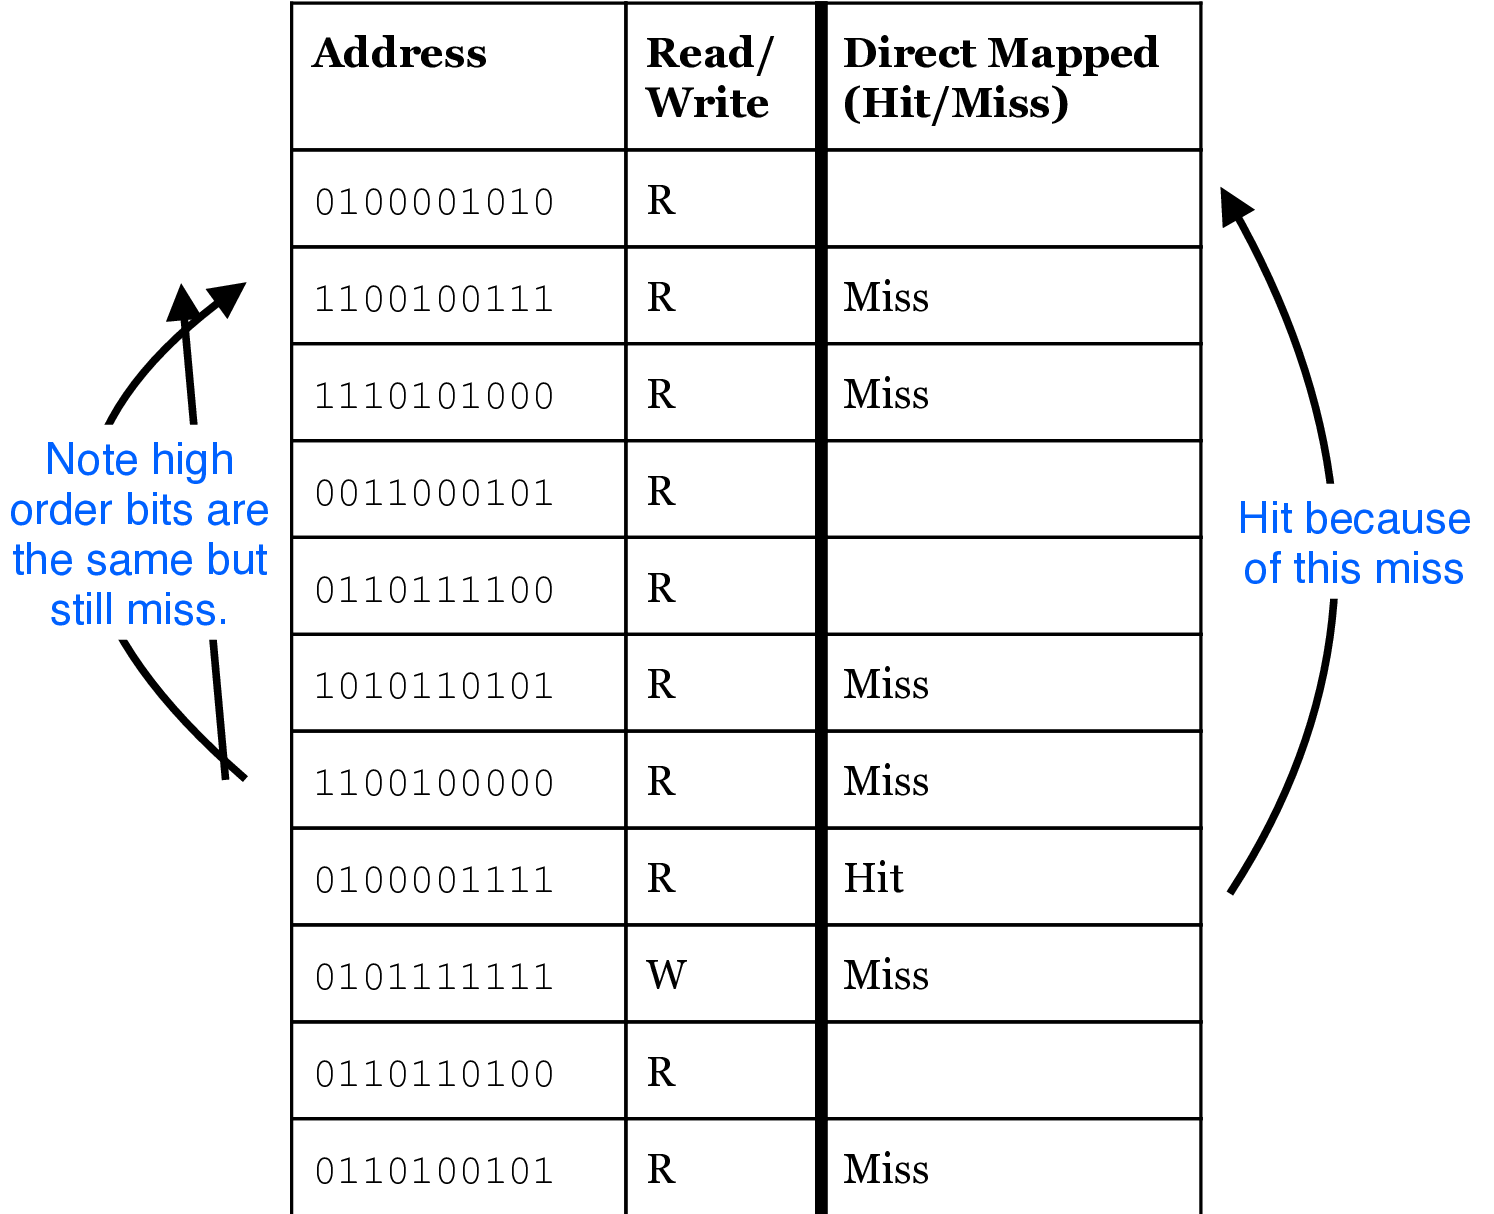 Address Read/ Direct Mapped
Write (Hit/Miss)
0100001010 R
1100100111 R Miss
1110101000 R Miss
Note high
order bits are
the same but
still miss.
0011000101 R
Hit because
of this miss
0110111100 R
1010110101 R Miss
1100100000 R Miss
0100001111 R Hit
0101111111 W Miss
0110110100 R
0110100101 R Miss